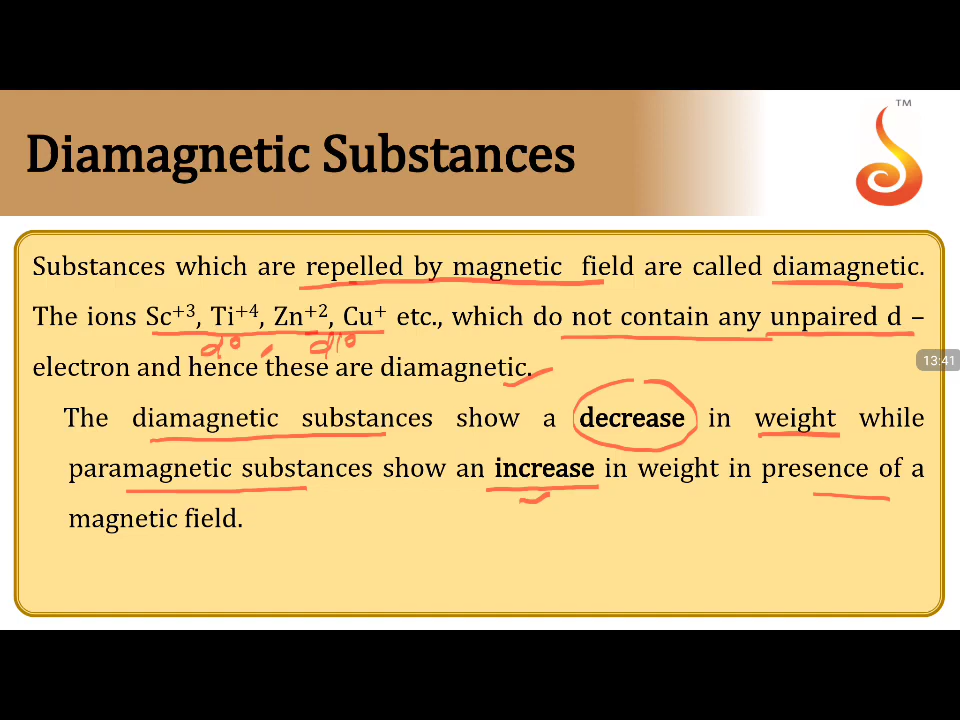 TM
Diamagnetic Substances
Substances which are repelled by magnetic field are called diamagnetic.
The ions Sc⁺³, Ti⁺⁴, Zn⁺², Cu⁺ etc., which do not contain any unpaired d –
d° , d10
electron and hence these are diamagnetic.
13:41
The diamagnetic substances show a decrease in weight while
paramagnetic substances show an increase in weight in presence of a
magnetic field.